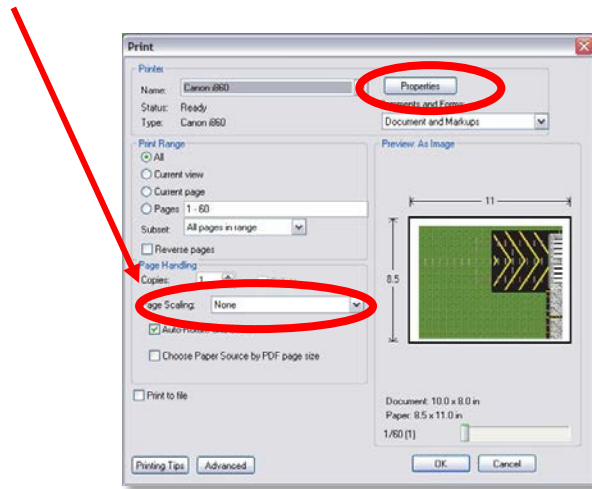 Print
Printer
Name: Canon i860
Properties
Status: Ready
Comments and Forms:
Type: Canon i860
Document and Markups
Print Range
Preview: As Image
All
Current view
Current page
Pages 1 - 60
Subset: All pages in range
Reverse pages
11
8.5
Page Handling
Copies: 1
Page Scaling: None
Choose Paper Source by PDF page size
Print to file
Document: 10.0 x 8.0 in
Paper: 8.5 x 11.0 in
1/60 (1)
Printing Tips
Advanced
OK
Cancel